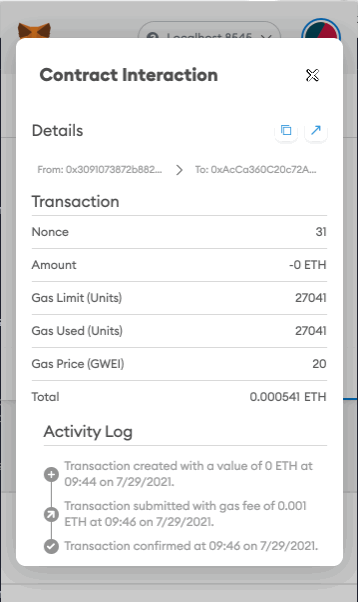 Localhost 8545
Contract Interaction
Details
From: 0x3091073872b882... To: 0xAcCa360C20c72A...
Transaction
Nonce 31
Amount -0 ETH
Gas Limit (Units) 27041
Gas Used (Units) 27041
Gas Price (GWEI) 20
Total 0.000541 ETH
Activity Log
Transaction created with a value of 0 ETH at
09:44 on 7/29/2021.
Transaction submitted with gas fee of 0.001
ETH at 09:46 on 7/29/2021.
Transaction confirmed at 09:46 on 7/29/2021.